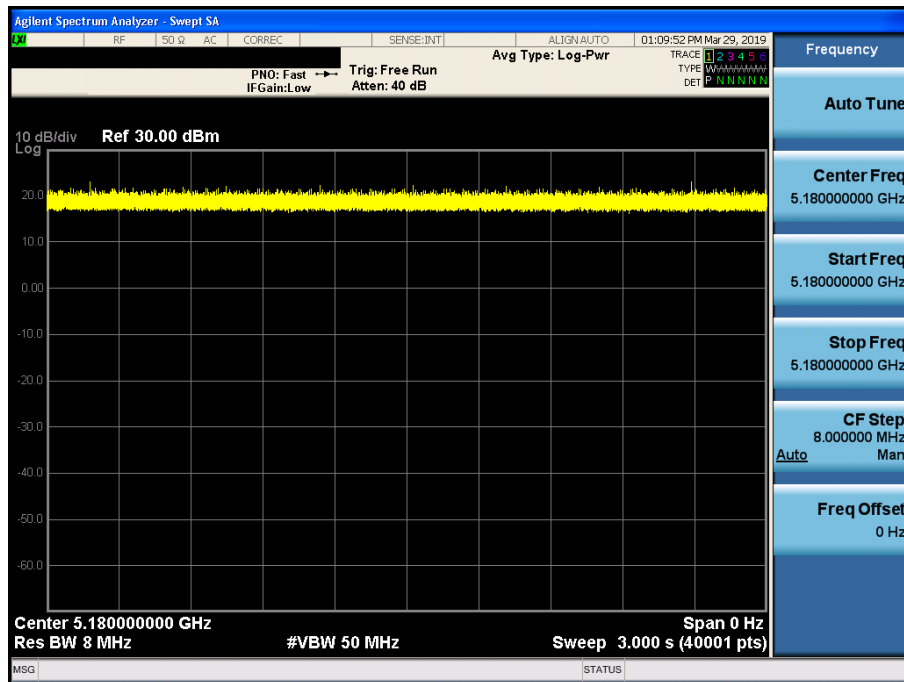 Agilent Spectrum Analyzer - Swept SA
LXI RF 50 Ω AC CORREC SENSE:INT ALIGN AUTO 01:09:52 PM Mar 29, 2019
Avg Type: Log-Pwr TRACE 1 2 3 4 5 6
PNO: Fast Trig: Free Run TYPE WWWWWW
IFGain:Low Atten: 40 dB DET P N N N N N
Frequency
Auto Tune
10 dB/div Ref 30.00 dBm
Log
20.0
10.0
0.00
-10.0
-20.0
-30.0
-40.0
-50.0
-60.0
Center 5.180000000 GHz Span 0 Hz
Res BW 8 MHz #VBW 50 MHz Sweep 3.000 s (40001 pts)
Center Freq
5.180000000 GHz
Start Freq
5.180000000 GHz
Stop Freq
5.180000000 GHz
CF Step
8.000000 MHz
Auto Man
Freq Offset
0 Hz
MSG STATUS